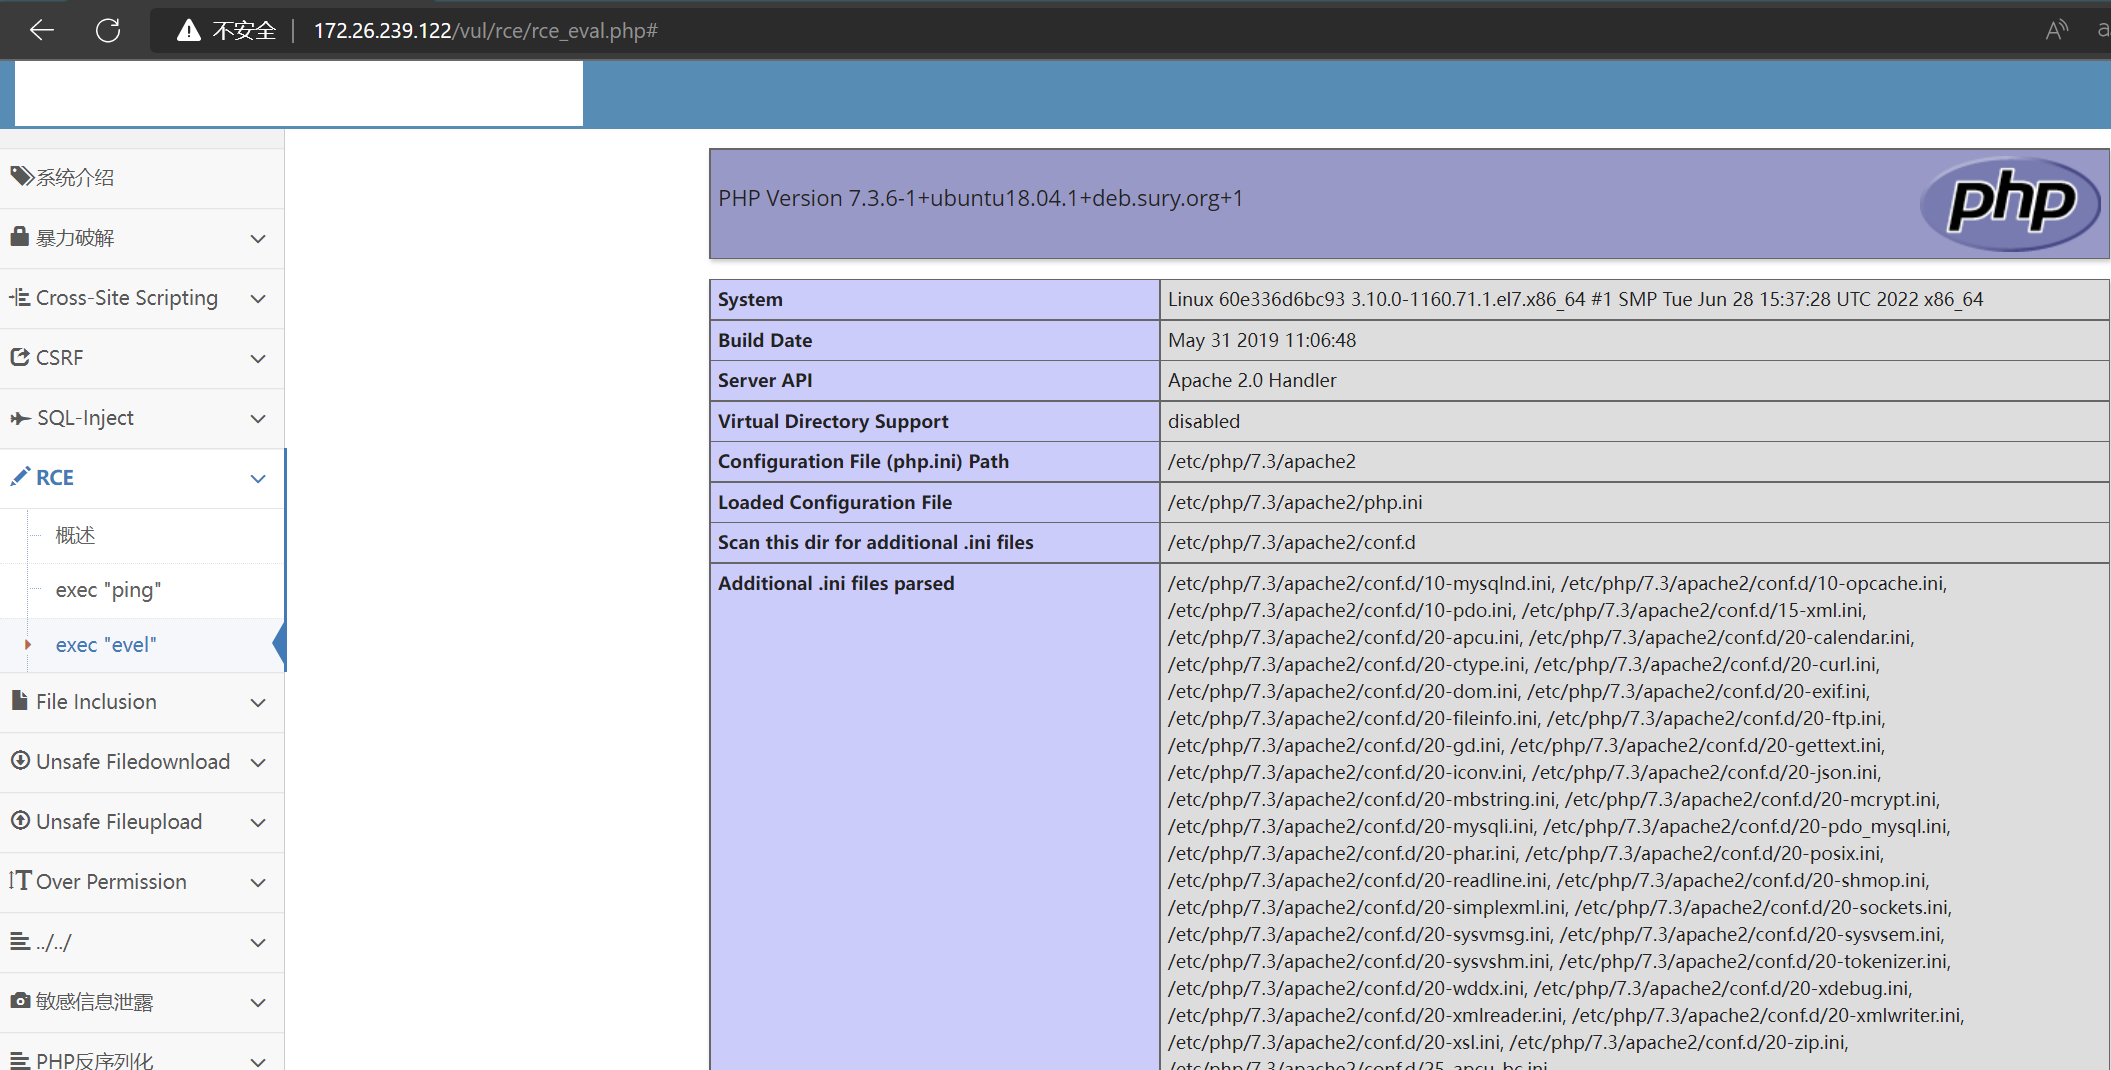 不安全 | 172.26.239.122/vul/rce/rce_eval.php#
系统介绍
暴力破解
Cross-Site Scripting
CSRF
SQL-Inject
RCE
概述
exec "ping"
exec "evel"
File Inclusion
Unsafe Filedownload
Unsafe Fileupload
Over Permission
../../
敏感信息泄露
PHP反序列化
PHP Version 7.3.6-1+ubuntu18.04.1+deb.sury.org+1
php
System Linux 60e336d6bc93 3.10.0-1160.71.1.el7.x86_64 #1 SMP Tue Jun 28 15:37:28 UTC 2022 x86_64
Build Date May 31 2019 11:06:48
Server API Apache 2.0 Handler
Virtual Directory Support disabled
Configuration File (php.ini) Path /etc/php/7.3/apache2
Loaded Configuration File /etc/php/7.3/apache2/php.ini
Scan this dir for additional .ini files /etc/php/7.3/apache2/conf.d
Additional .ini files parsed /etc/php/7.3/apache2/conf.d/10-mysqlnd.ini, /etc/php/7.3/apache2/conf.d/10-opcache.ini,
/etc/php/7.3/apache2/conf.d/10-pdo.ini, /etc/php/7.3/apache2/conf.d/15-xml.ini,
/etc/php/7.3/apache2/conf.d/20-apcu.ini, /etc/php/7.3/apache2/conf.d/20-calendar.ini,
/etc/php/7.3/apache2/conf.d/20-ctype.ini, /etc/php/7.3/apache2/conf.d/20-curl.ini,
/etc/php/7.3/apache2/conf.d/20-dom.ini, /etc/php/7.3/apache2/conf.d/20-exif.ini,
/etc/php/7.3/apache2/conf.d/20-fileinfo.ini, /etc/php/7.3/apache2/conf.d/20-ftp.ini,
/etc/php/7.3/apache2/conf.d/20-gd.ini, /etc/php/7.3/apache2/conf.d/20-gettext.ini,
/etc/php/7.3/apache2/conf.d/20-iconv.ini, /etc/php/7.3/apache2/conf.d/20-json.ini,
/etc/php/7.3/apache2/conf.d/20-mbstring.ini, /etc/php/7.3/apache2/conf.d/20-mcrypt.ini,
/etc/php/7.3/apache2/conf.d/20-mysqli.ini, /etc/php/7.3/apache2/conf.d/20-pdo_mysql.ini,
/etc/php/7.3/apache2/conf.d/20-phar.ini, /etc/php/7.3/apache2/conf.d/20-posix.ini,
/etc/php/7.3/apache2/conf.d/20-readline.ini, /etc/php/7.3/apache2/conf.d/20-shmop.ini,
/etc/php/7.3/apache2/conf.d/20-simplexml.ini, /etc/php/7.3/apache2/conf.d/20-sockets.ini,
/etc/php/7.3/apache2/conf.d/20-sysvmsg.ini, /etc/php/7.3/apache2/conf.d/20-sysvsem.ini,
/etc/php/7.3/apache2/conf.d/20-sysvshm.ini, /etc/php/7.3/apache2/conf.d/20-tokenizer.ini,
/etc/php/7.3/apache2/conf.d/20-wddx.ini, /etc/php/7.3/apache2/conf.d/20-xdebug.ini,
/etc/php/7.3/apache2/conf.d/20-xmlreader.ini, /etc/php/7.3/apache2/conf.d/20-xmlwriter.ini,
/etc/php/7.3/apache2/conf.d/20-xsl.ini, /etc/php/7.3/apache2/conf.d/20-zip.ini,
/etc/php/7.3/apache2/conf.d/25-apcu_bc.ini